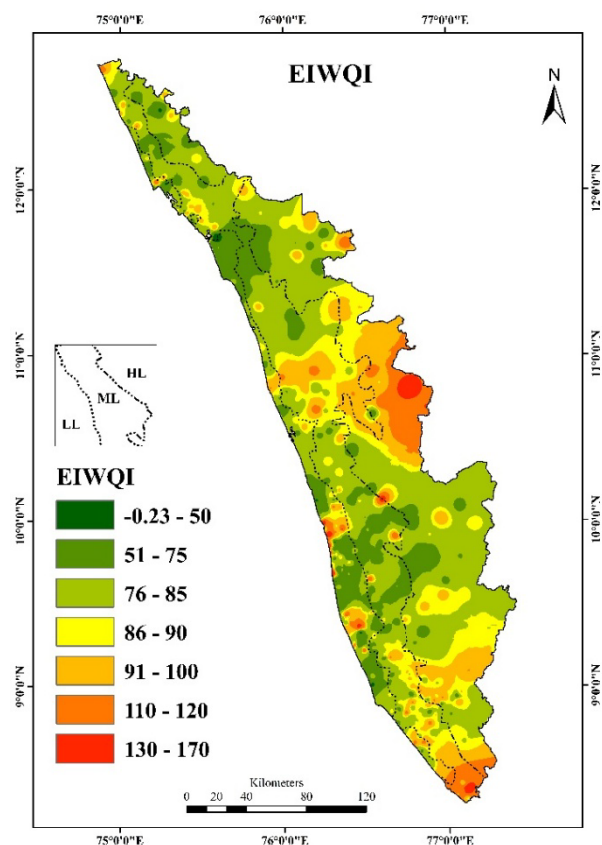 75°0'0"E 76°0'0"E 77°0'0"E
EIWQI
N
12°0'0"N 12°0'0"N
11°0'0"N 11°0'0"N
HL
ML
LL
EIWQI
-0.23 - 50
51 - 75
76 - 85
86 - 90
91 - 100
110 - 120
130 - 170
10°0'0"N 10°0'0"N
9°0'0"N 9°0'0"N
Kilometers
0 20 40 80 120
75°0'0"E 76°0'0"E 77°0'0"E